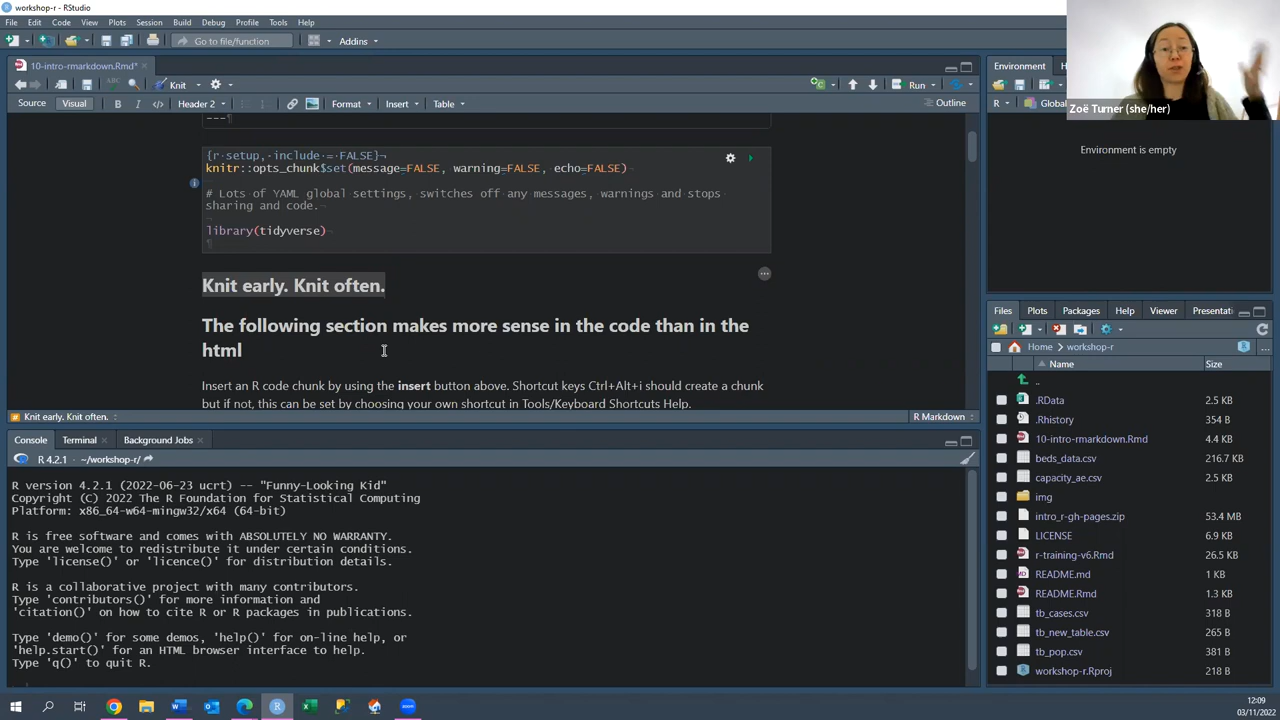 workshop-r - RStudio
File Edit Code View Plots Session Build Debug Profile Tools Help
Go to file/function Addins
10-intro-rmarkdown.Rmd*
Knit Run
Source Visual B I Header 2 Format Insert Table Outline
---¶
{r setup, include = FALSE}¬
knitr::opts_chunk$set(message=FALSE, warning=FALSE, echo=FALSE)¬
# Lots of YAML global settings, switches off any messages, warnings and stops
sharing and code.
library(tidyverse)¬
¶
Knit early. Knit often.
The following section makes more sense in the code than in the
html
Insert an R code chunk by using the insert button above. Shortcut keys Ctrl+Alt+i should create a chunk
but if not, this can be set by choosing your own shortcut in Tools/Keyboard Shortcuts Help.
# Knit early. Knit often. R Markdown
Console Terminal Background Jobs
R 4.2.1 · ~/workshop-r/
R version 4.2.1 (2022-06-23 ucrt) -- "Funny-Looking Kid"
Copyright (C) 2022 The R Foundation for Statistical Computing
Platform: x86_64-w64-mingw32/x64 (64-bit)
R is free software and comes with ABSOLUTELY NO WARRANTY.
You are welcome to redistribute it under certain conditions.
Type 'license()' or 'licence()' for distribution details.
R is a collaborative project with many contributors.
Type 'contributors()' for more information and
'citation()' on how to cite R or R packages in publications.
Type 'demo()' for some demos, 'help()' for on-line help, or
'help.start()' for an HTML browser interface to help.
Type 'q()' to quit R.
Zoë Turner (she/her)
Environment
R Global
Environment is empty
Files Plots Packages Help Viewer Presentati
Home workshop-r
Name Size
..
.RData 2.5 KB
.Rhistory 354 B
10-intro-rmarkdown.Rmd 4.4 KB
beds_data.csv 216.7 KB
capacity_ae.csv 2.5 KB
img
intro_r-gh-pages.zip 53.4 MB
LICENSE 6.9 KB
r-training-v6.Rmd 26.5 KB
README.md 1 KB
README.Rmd 1.3 KB
tb_cases.csv 318 B
tb_new_table.csv 265 B
tb_pop.csv 381 B
workshop-r.Rproj 218 B
12:09
03/11/2022